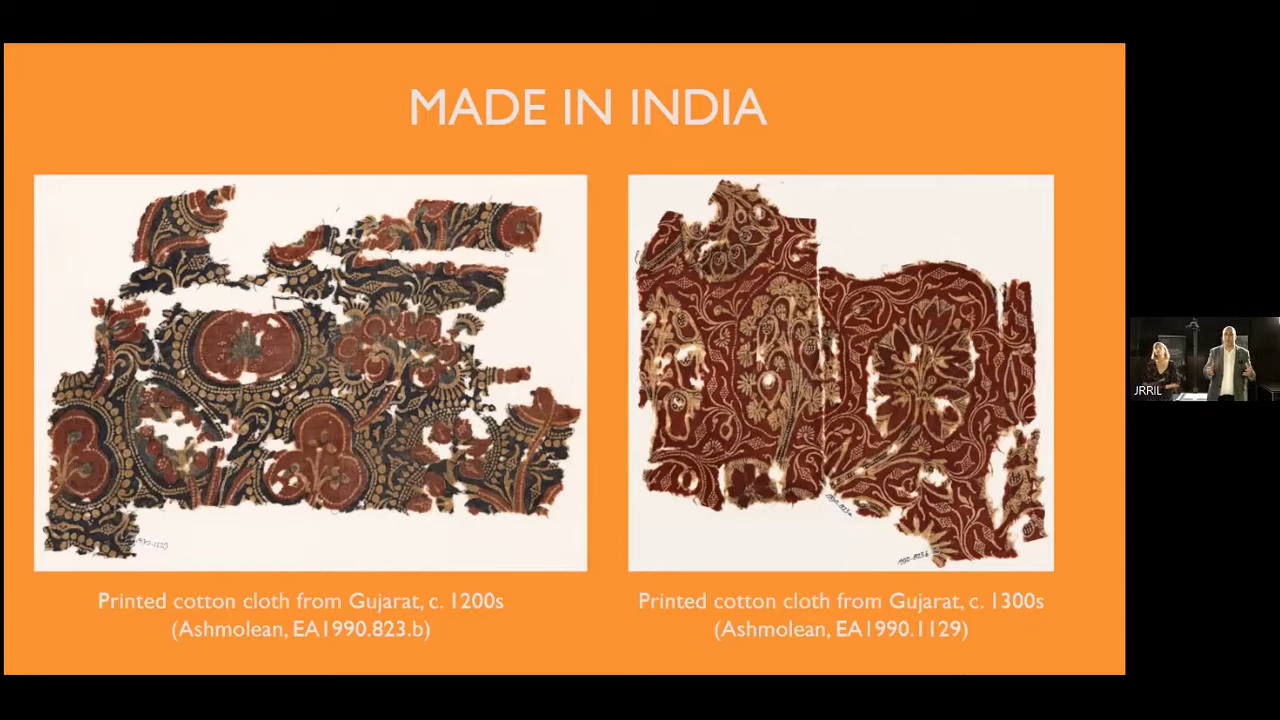 MADE IN INDIA
Printed cotton cloth from Gujarat, c. 1200s
(Ashmolean, EA1990.823.b)
Printed cotton cloth from Gujarat, c. 1300s
(Ashmolean, EA1990.1129)
JRRIL